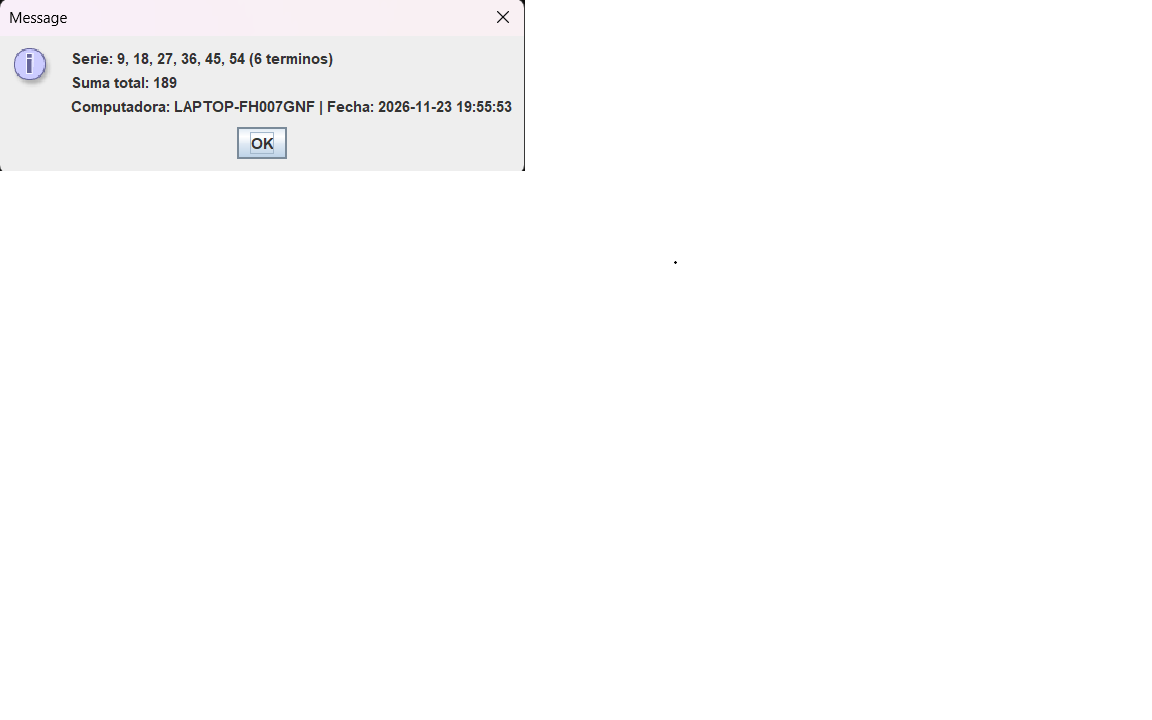 Message
Serie: 9, 18, 27, 36, 45, 54 (6 terminos)
Suma total: 189
Computadora: LAPTOP-FH007GNF | Fecha: 2026-11-23 19:55:53
OK